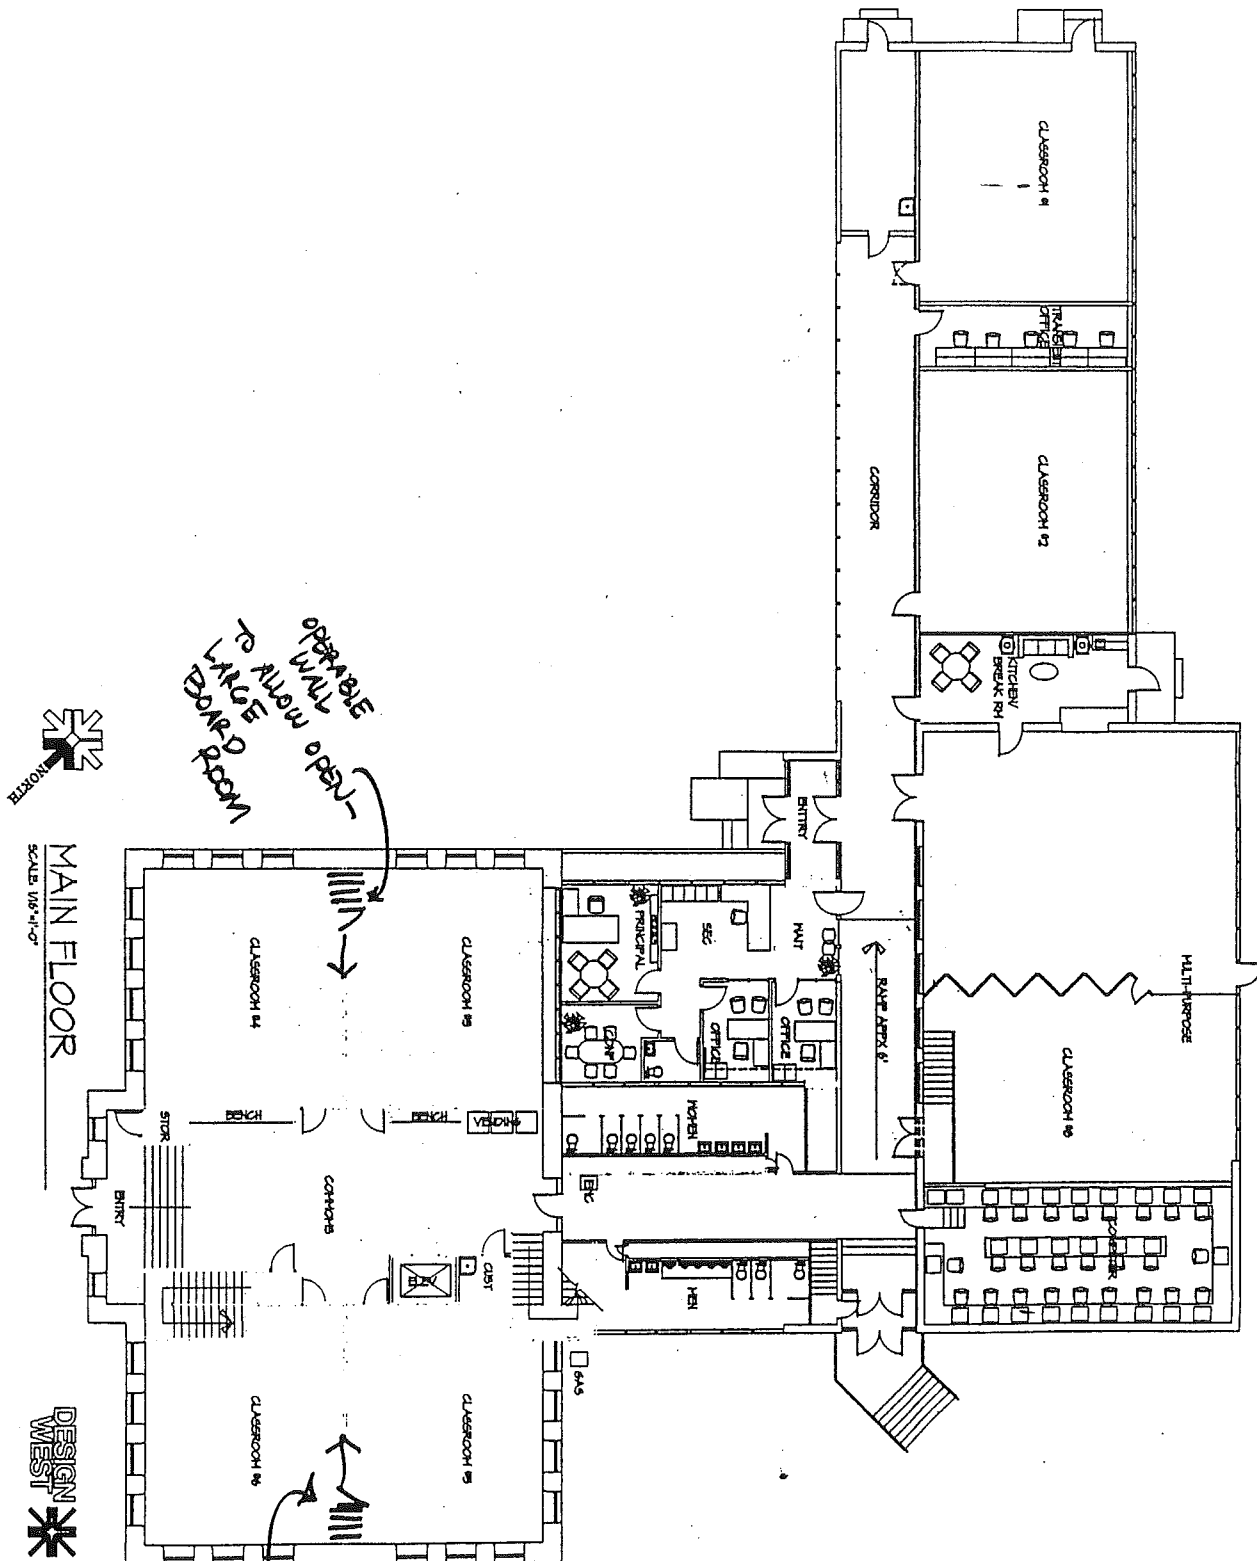 CLASSROOM #1
TRANSIT
OFFICE
CLASSROOM #2
CORRIDOR
KITCHEN/
BREAK RM
ENTRY
MULTI-PURPOSE
WAIT
SEC
PRINCIPAL
RAMP APPX 6'
OFFICE
OFFICE
CONF
WOMEN
MEN
COMPUTER
CLASSROOM #3
CLASSROOM #4
BENCH
BENCH
VENDING
STOR
COMMONS
ENTRY
ELEV
CUST
GAS
CLASSROOM #5
CLASSROOM #6
OPERABLE
WALL
TO ALLOW OPEN-
LARGE
BOARD
ROOM
NORTH
MAIN FLOOR
SCALE: 1/16"=1'-0"
DESIGN
WEST